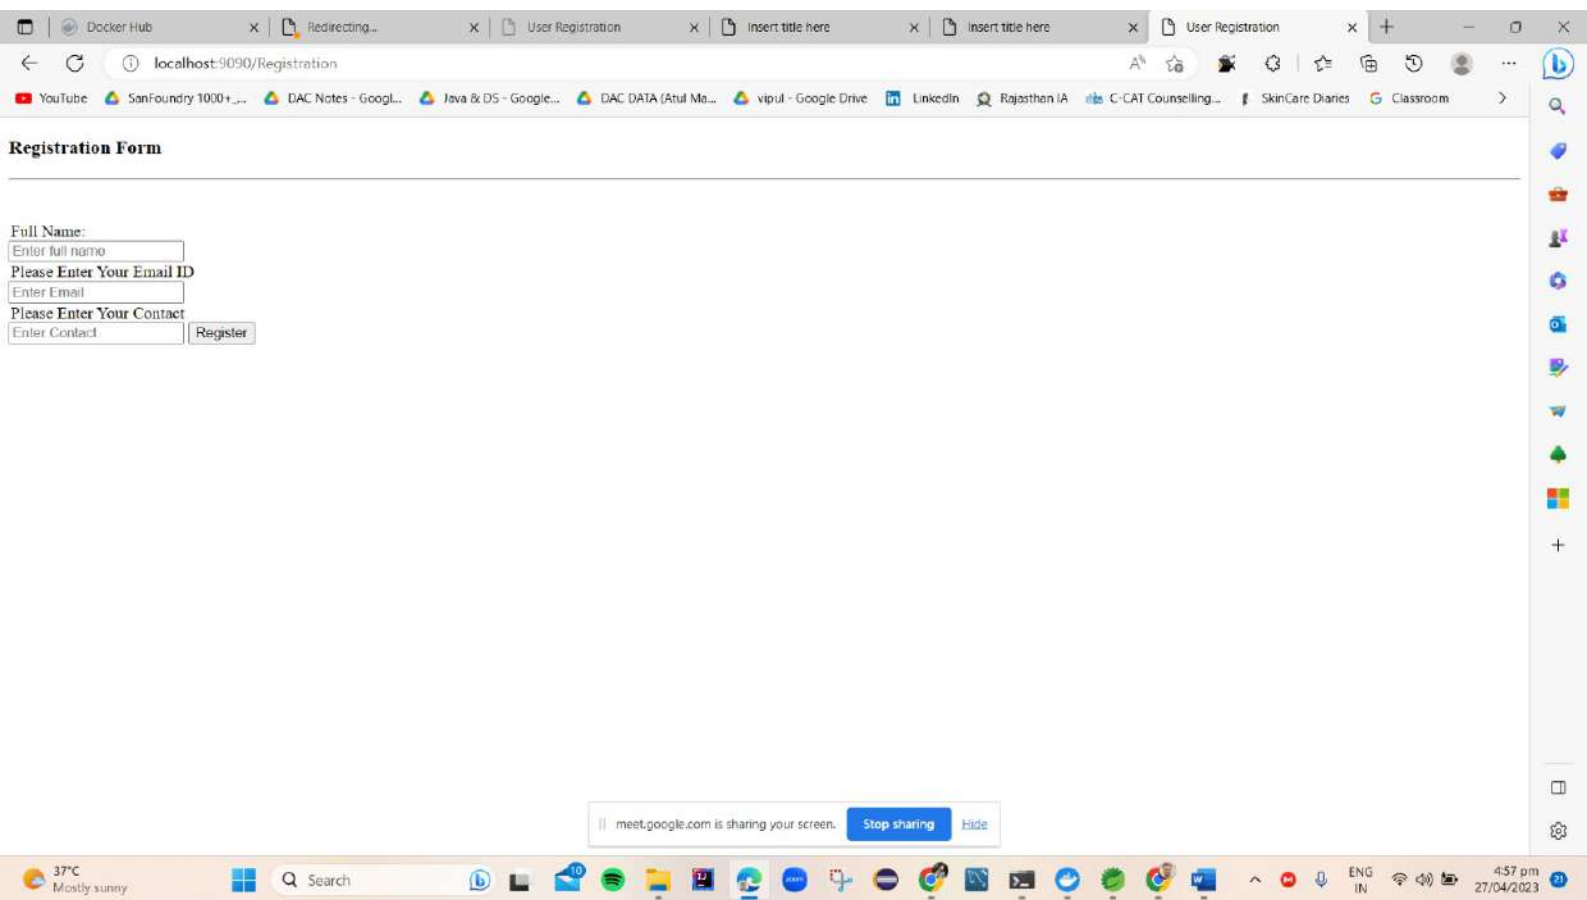 Docker Hub
Redirecting...
User Registration
Insert title here
Insert title here
User Registration
localhost:9090/Registration
YouTube
SanFoundry 1000+_...
DAC Notes - Googl...
Java & DS - Google...
DAC DATA (Atul Ma...
vipul - Google Drive
LinkedIn
Rajasthan IA
C-CAT Counselling...
SkinCare Diaries
Classroom
Registration Form
Full Name:
Enter full name
Please Enter Your Email ID
Enter Email
Please Enter Your Contact
Enter Contact Register
meet.google.com is sharing your screen. Stop sharing Hide
37°C
Mostly sunny
Search
10
ENG
IN
4:57 pm
27/04/2023
21